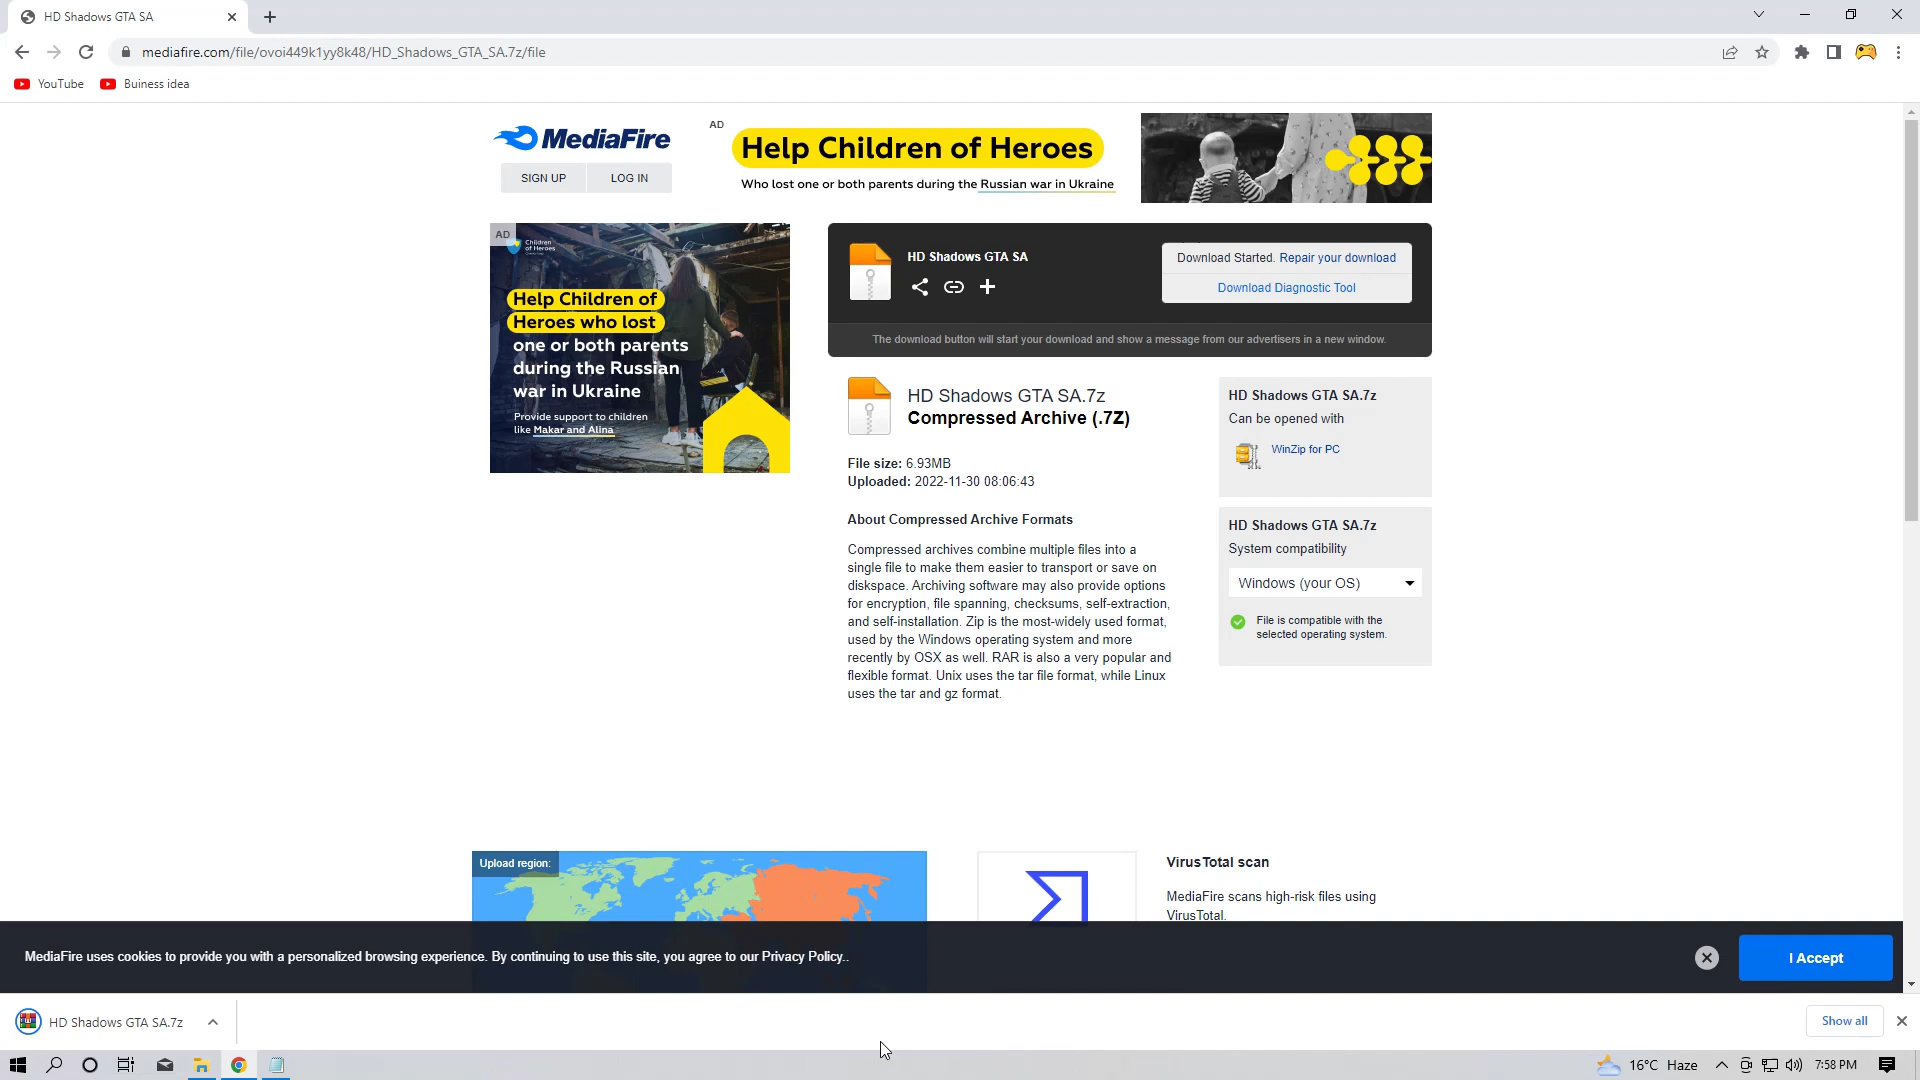 HD Shadows GTA SA
mediafire.com/file/ovoi449k1yy8k48/HD_Shadows_GTA_SA.7z/file
YouTube
Buiness idea
MediaFire
SIGN UP
LOG IN
AD
Help Children of Heroes
Who lost one or both parents during the Russian war in Ukraine
AD
Children
of Heroes
Help Children of
Heroes who lost
one or both parents
during the Russian
war in Ukraine
Provide support to children
like Makar and Alina
HD Shadows GTA SA
Download Started. Repair your download
Download Diagnostic Tool
The download button will start your download and show a message from our advertisers in a new window.
HD Shadows GTA SA.7z
Compressed Archive (.7Z)
File size: 6.93MB
Uploaded: 2022-11-30 08:06:43
About Compressed Archive Formats
Compressed archives combine multiple files into a
single file to make them easier to transport or save on
diskspace. Archiving software may also provide options
for encryption, file spanning, checksums, self-extraction,
and self-installation. Zip is the most-widely used format,
used by the Windows operating system and more
recently by OSX as well. RAR is also a very popular and
flexible format. Unix uses the tar file format, while Linux
uses the tar and gz format.
HD Shadows GTA SA.7z
Can be opened with
WinZip for PC
HD Shadows GTA SA.7z
System compatibility
Windows (your OS)
File is compatible with the
selected operating system.
Upload region:
VirusTotal scan
MediaFire scans high-risk files using
VirusTotal.
MediaFire uses cookies to provide you with a personalized browsing experience. By continuing to use this site, you agree to our Privacy Policy..
I Accept
HD Shadows GTA SA.7z
Show all
16°C Haze
7:58 PM